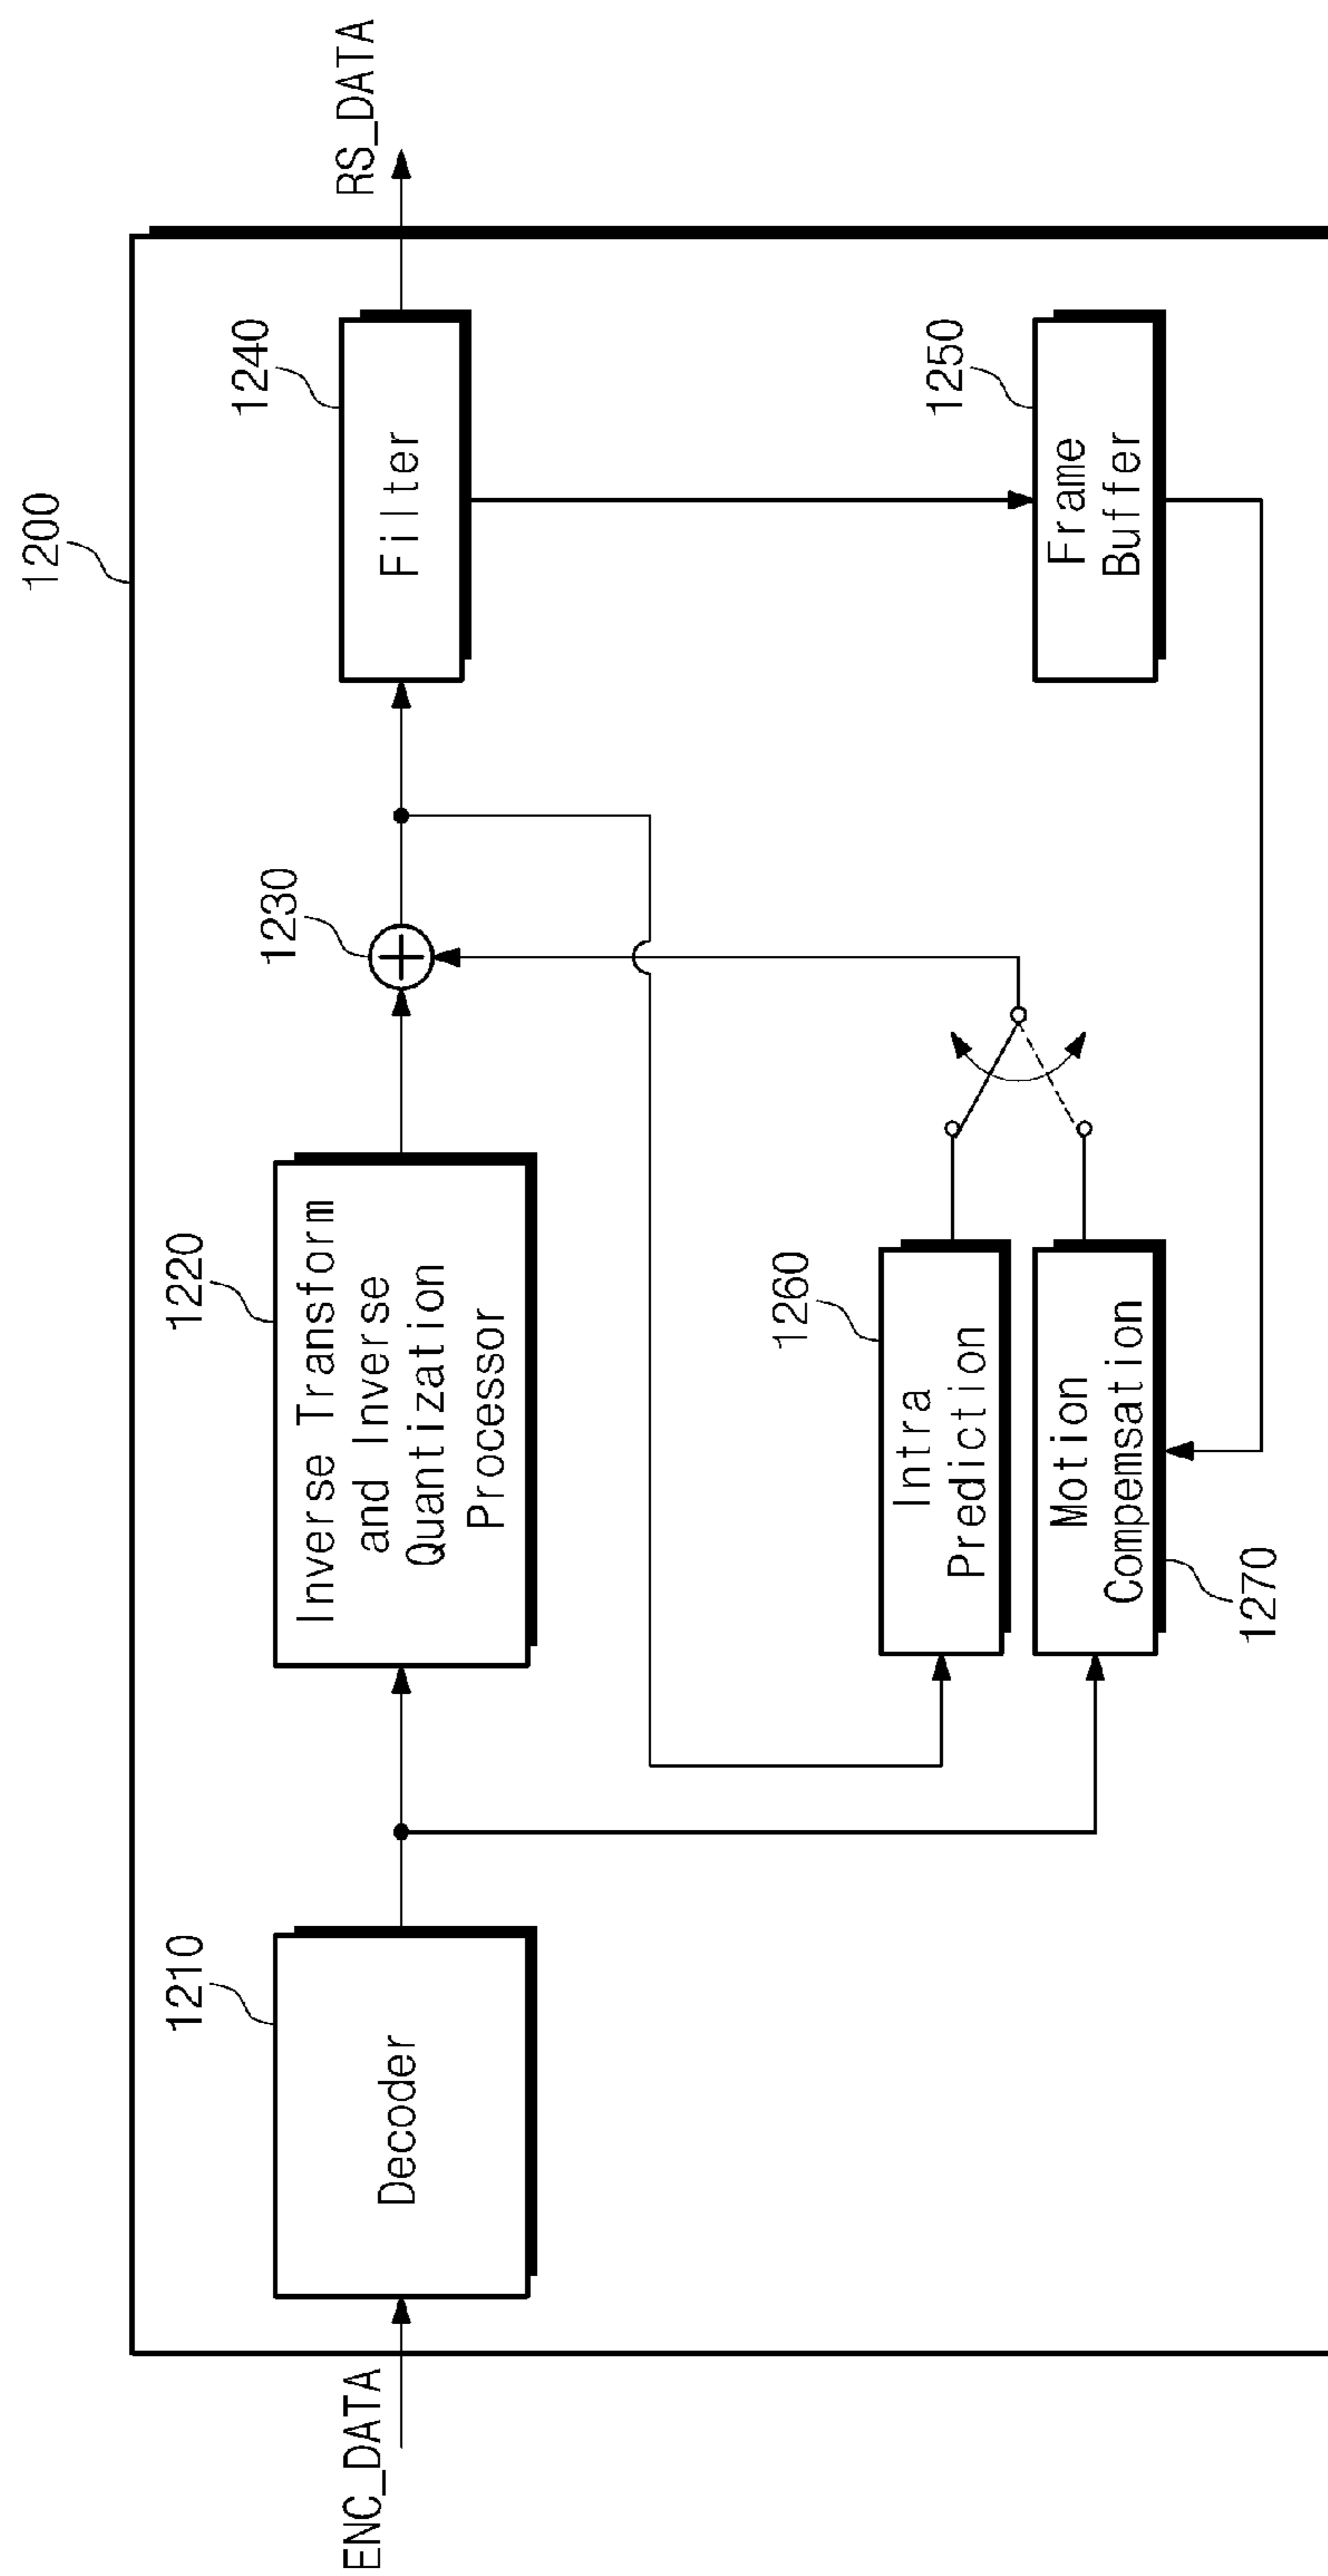 1200
ENC_DATA
1210
Decoder
1220
Inverse Transform
and Inverse
Quantization
Processor
1230
1240
Filter
RS_DATA
1260
Intra
Prediction
Motion
Compemsation
1270
1250
Frame
Buffer